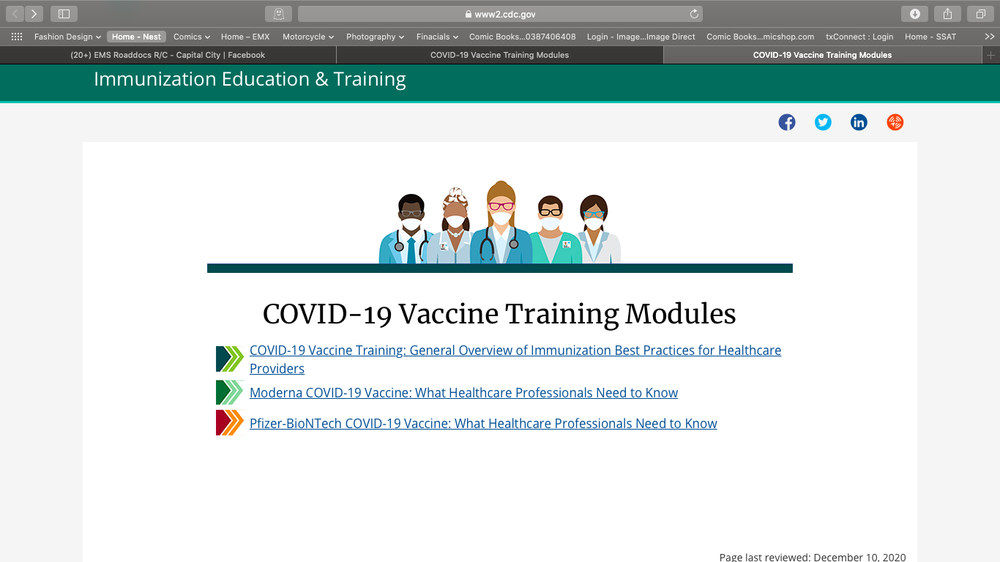 www2.cdc.gov
Fashion Design
Home - Nest
Comics
Home – EMX
Motorcycle
Photography
Finacials
Comic Books...0387406408
Login - Image...Image Direct
Comic Books...micshop.com
txConnect : Login
Home - SSAT
(20+) EMS Roaddocs R/C - Capital City | Facebook
COVID-19 Vaccine Training Modules
COVID-19 Vaccine Training Modules
Immunization Education & Training
COVID-19 Vaccine Training Modules
COVID-19 Vaccine Training: General Overview of Immunization Best Practices for Healthcare
Providers
Moderna COVID-19 Vaccine: What Healthcare Professionals Need to Know
Pfizer-BioNTech COVID-19 Vaccine: What Healthcare Professionals Need to Know
Page last reviewed: December 10, 2020